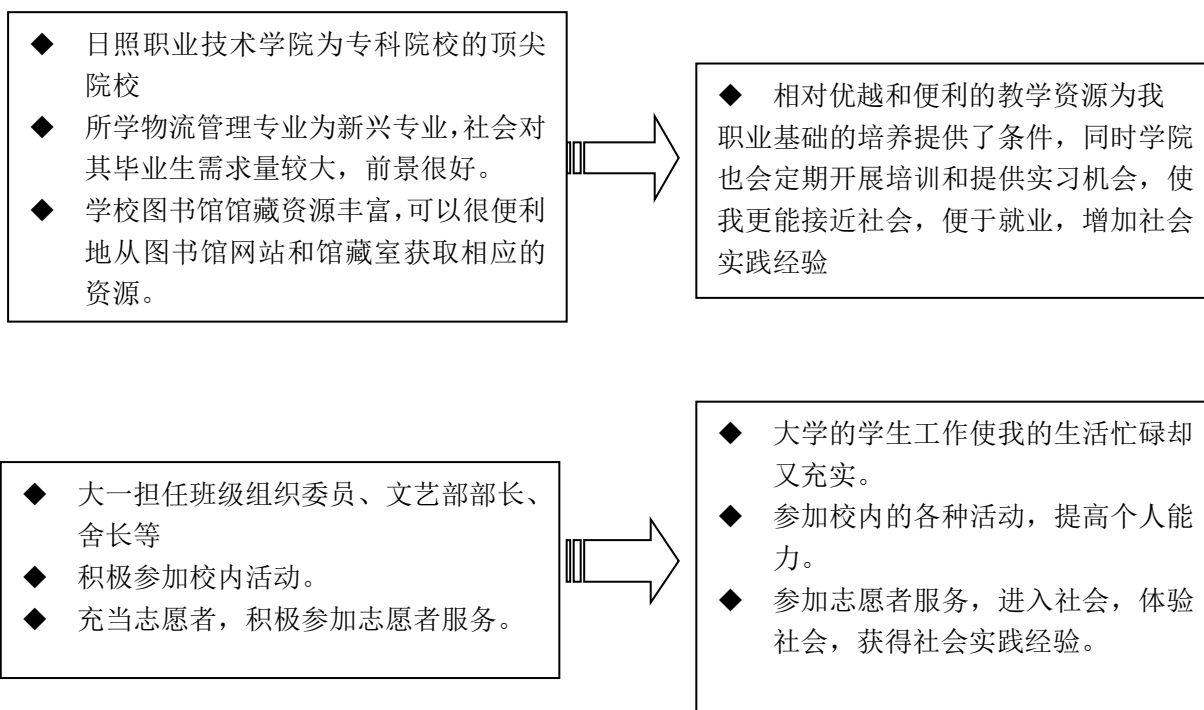 ◆ 日照职业技术学院为专科院校的顶尖
院校
◆ 所学物流管理专业为新兴专业,社会对
其毕业生需求量较大，前景很好。
◆ 学校图书馆馆藏资源丰富,可以很便利
地从图书馆网站和馆藏室获取相应的
资源。
◆ 相对优越和便利的教学资源为我
职业基础的培养提供了条件，同时学院
也会定期开展培训和提供实习机会，使
我更能接近社会，便于就业，增加社会
实践经验
◆ 大一担任班级组织委员、文艺部部长、
舍长等
◆ 积极参加校内活动。
◆ 充当志愿者，积极参加志愿者服务。
◆ 大学的学生工作使我的生活忙碌却
又充实。
◆ 参加校内的各种活动，提高个人能
力。
◆ 参加志愿者服务，进入社会，体验
社会，获得社会实践经验。